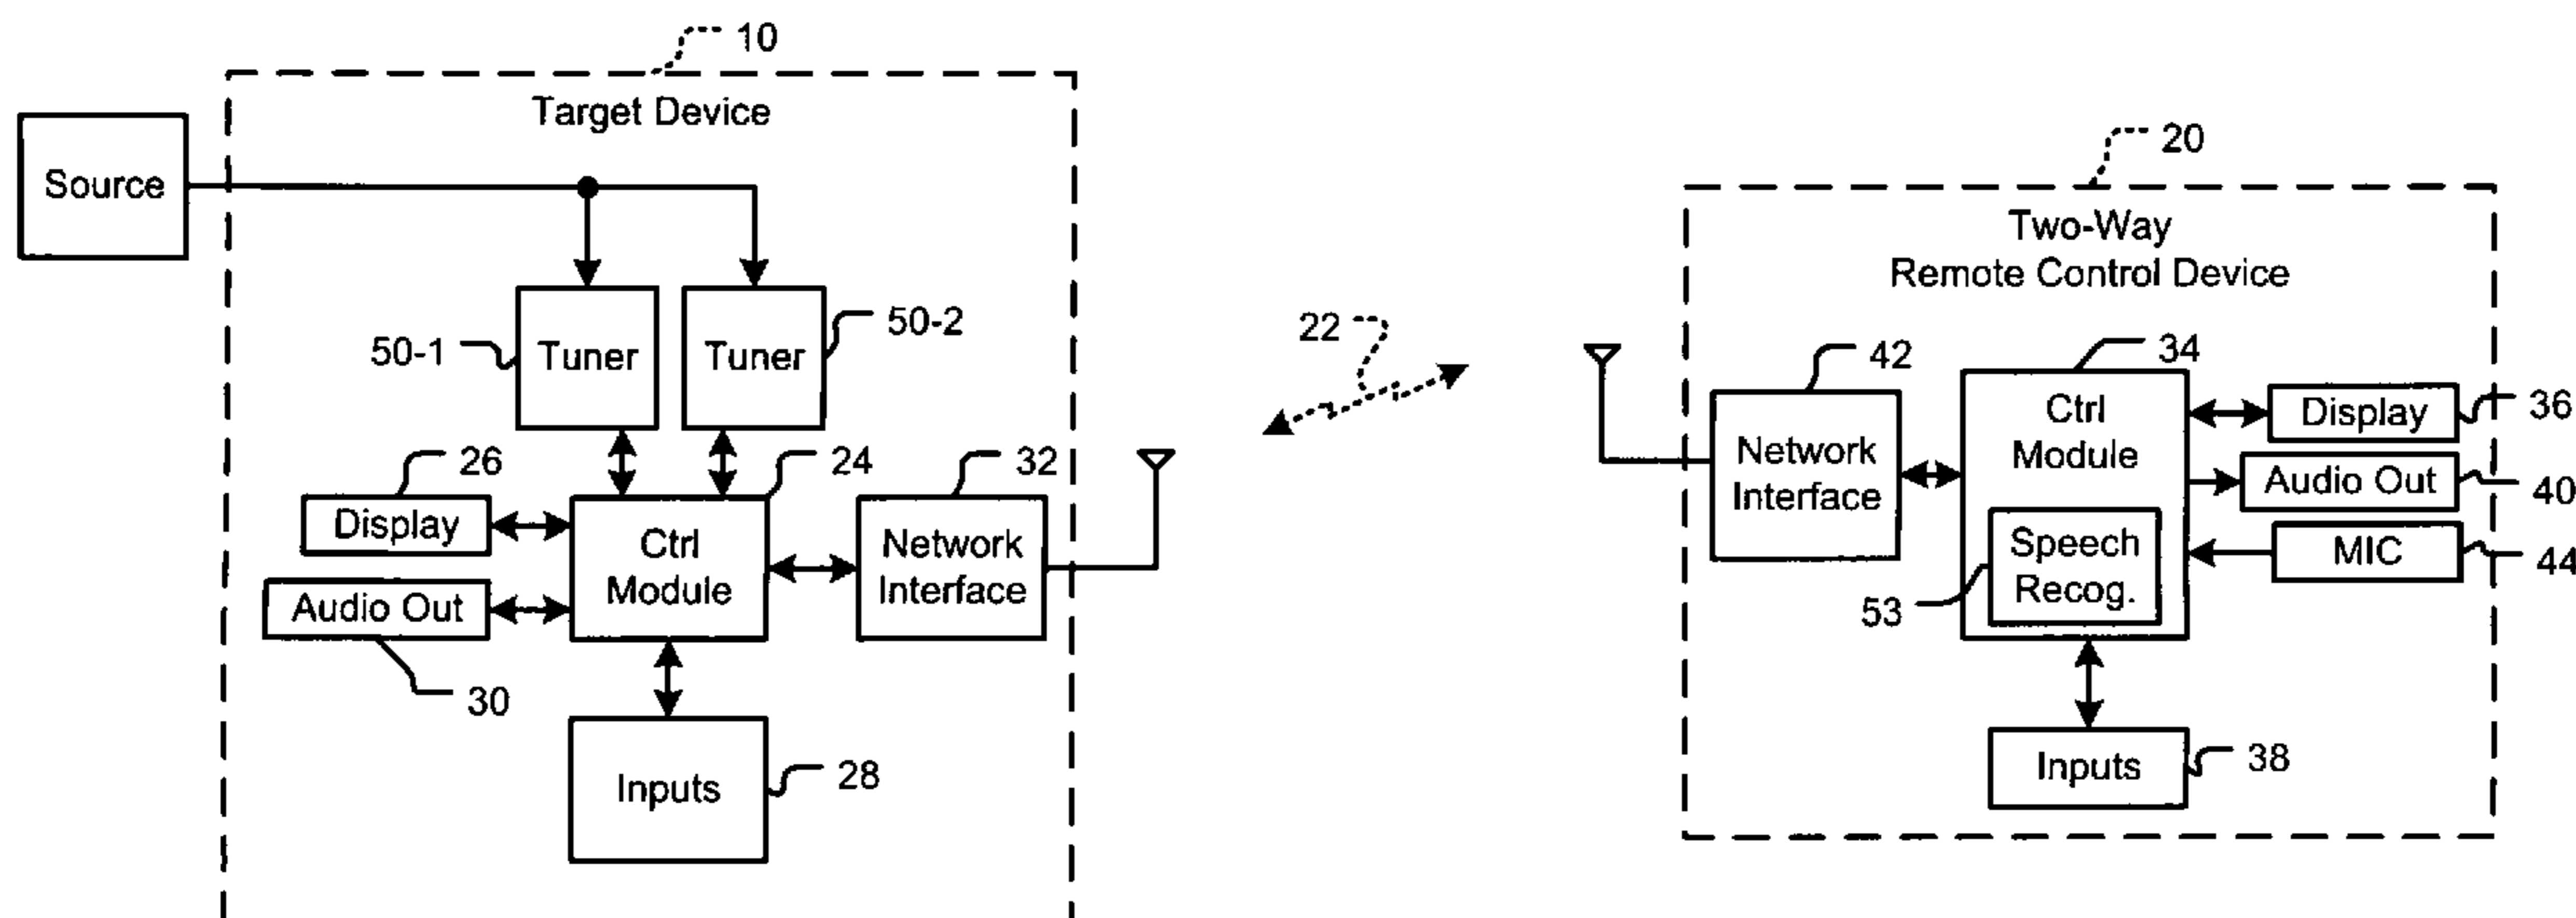 10
Target Device
Source
50-1
Tuner
Tuner
50-2
26
24
32
Display
Ctrl
Module
Network
Interface
Audio Out
30
Inputs
28
22
20
Two-Way
Remote Control Device
42
34
Network
Interface
Ctrl
Module
Display
36
Audio Out
40
MIC
44
Speech
Recog.
53
Inputs
38